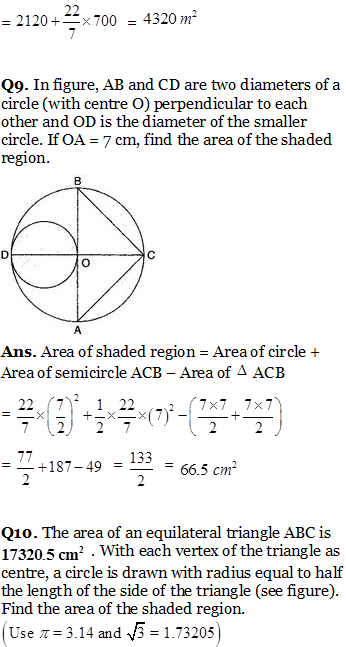 = 2120 + 22/7 × 700 = 4320 m²
Q9. In figure, AB and CD are two diameters of a
circle (with centre O) perpendicular to each
other and OD is the diameter of the smaller
circle. If OA = 7 cm, find the area of the shaded
region.
B
D
O
C
A
Ans. Area of shaded region = Area of circle +
Area of semicircle ACB – Area of Δ ACB
= 22/7 × (7/2)² + 1/2 × 22/7 × (7)² – (7×7/2 + 7×7/2)
= 77/2 + 187 – 49 = 133/2 = 66.5 cm²
Q10. The area of an equilateral triangle ABC is
17320.5 cm² . With each vertex of the triangle as
centre, a circle is drawn with radius equal to half
the length of the side of the triangle (see figure).
Find the area of the shaded region.
(Use π = 3.14 and √3 = 1.73205)